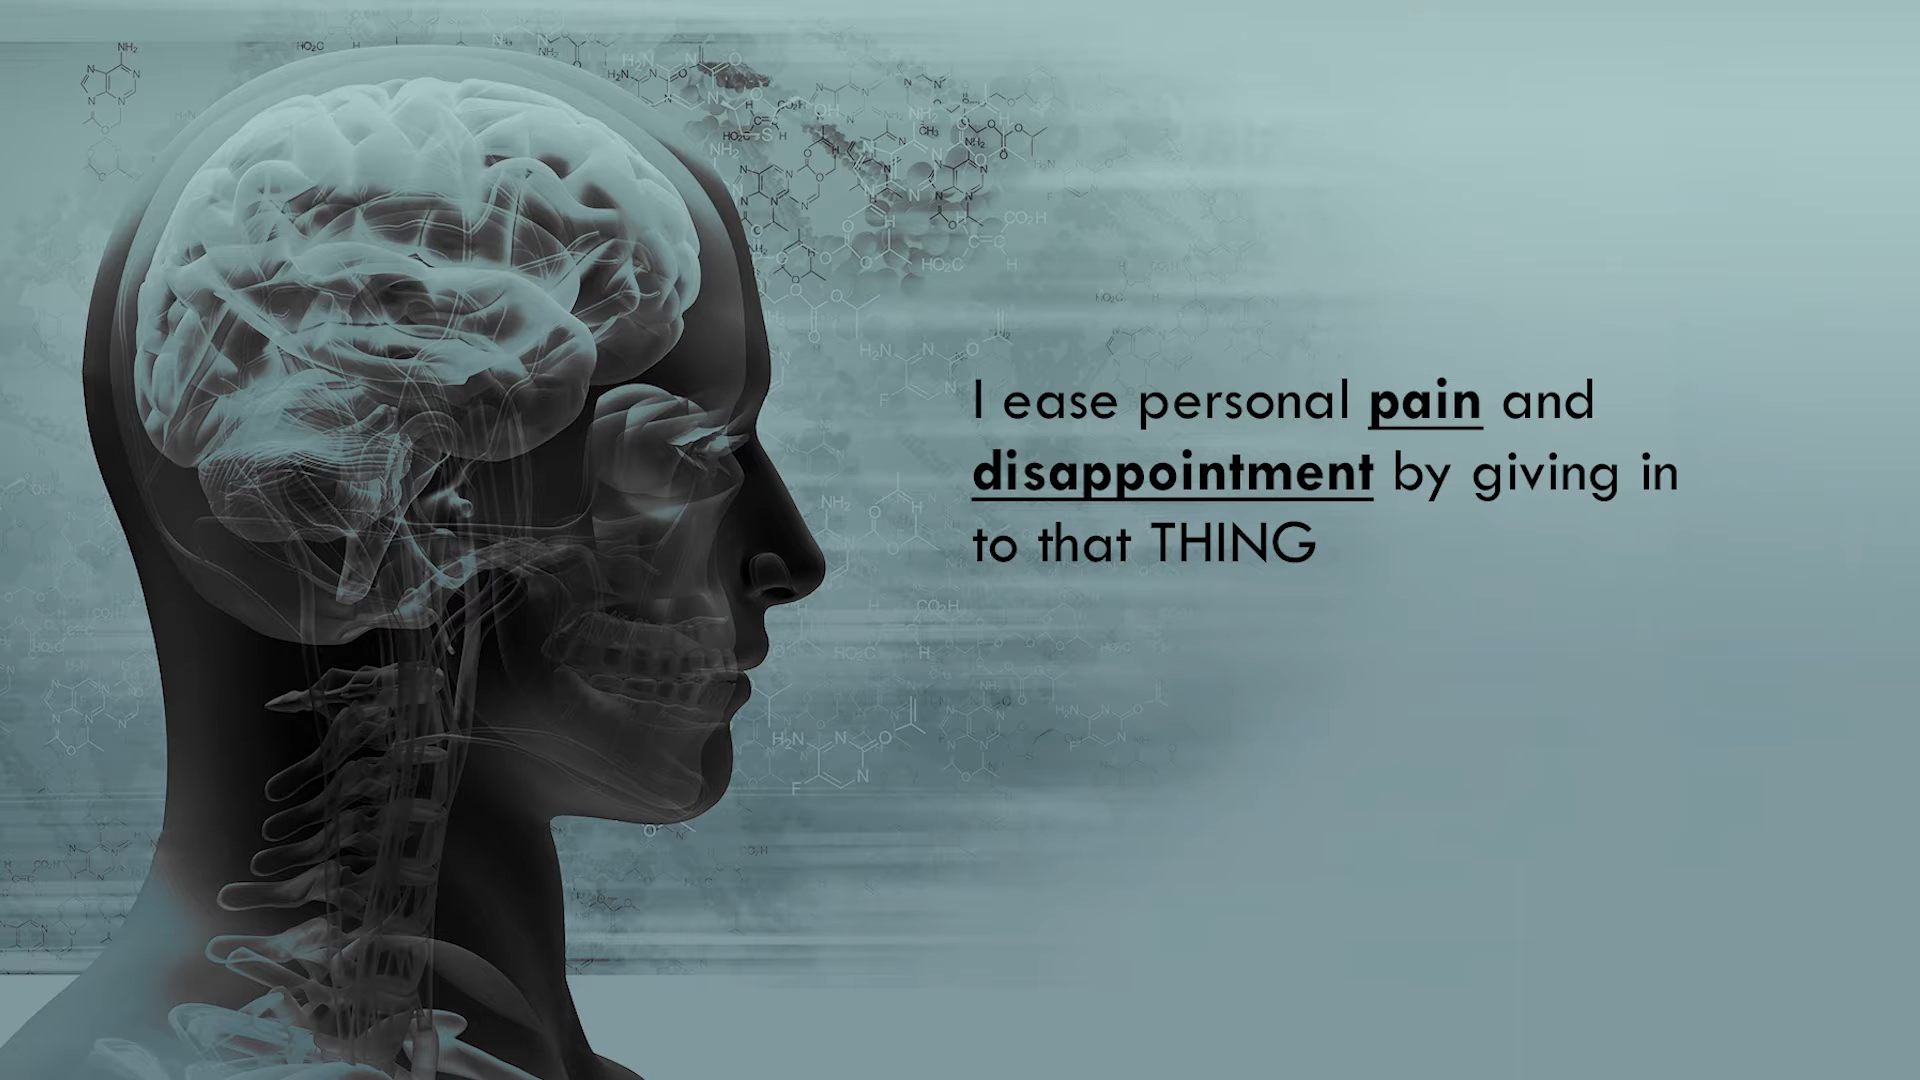 I ease personal pain and
disappointment by giving in
to that THING